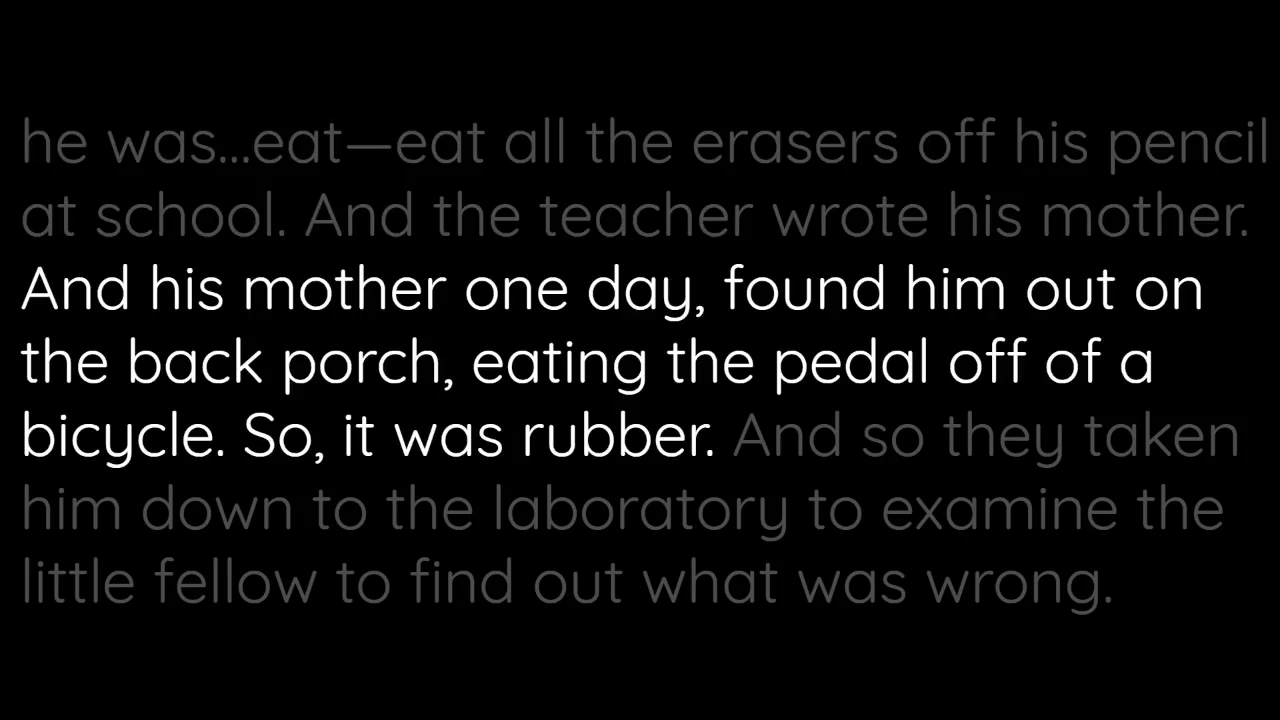 he was...eat—eat all the erasers off his pencil
at school. And the teacher wrote his mother.
And his mother one day, found him out on
the back porch, eating the pedal off of a
bicycle. So, it was rubber. And so they taken
him down to the laboratory to examine the
little fellow to find out what was wrong.